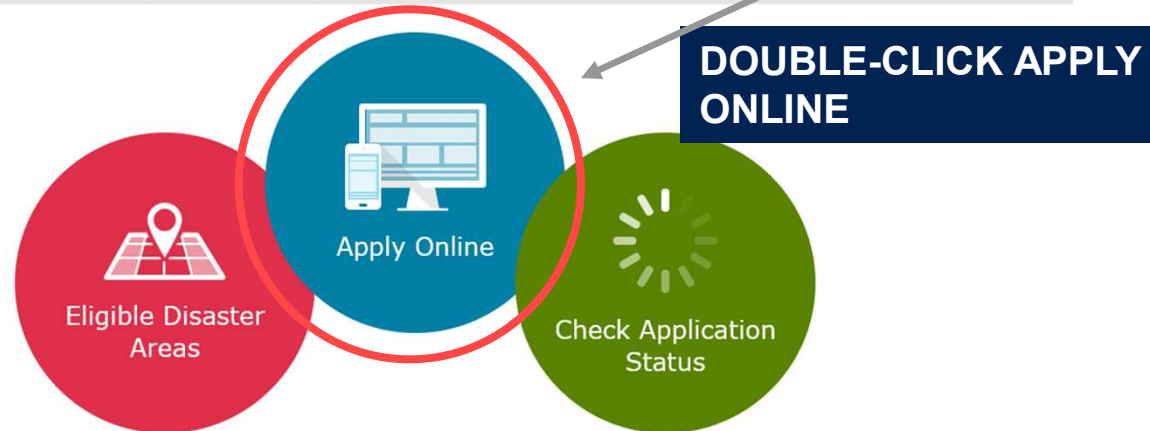 DOUBLE-CLICK APPLY
ONLINE
Apply Online
Eligible Disaster
Areas
Check Application
Status